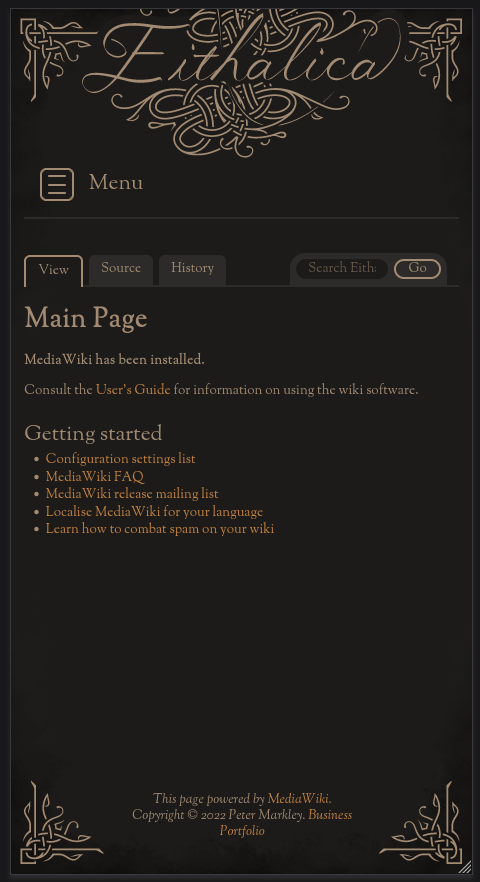 Eithalica
Menu
View Source History Search Eitha Go
Main Page
MediaWiki has been installed.
Consult the User's Guide for information on using the wiki software.
Getting started
• Configuration settings list
• MediaWiki FAQ
• MediaWiki release mailing list
• Localise MediaWiki for your language
• Learn how to combat spam on your wiki
This page powered by MediaWiki.
Copyright © 2022 Peter Markley. Business
Portfolio